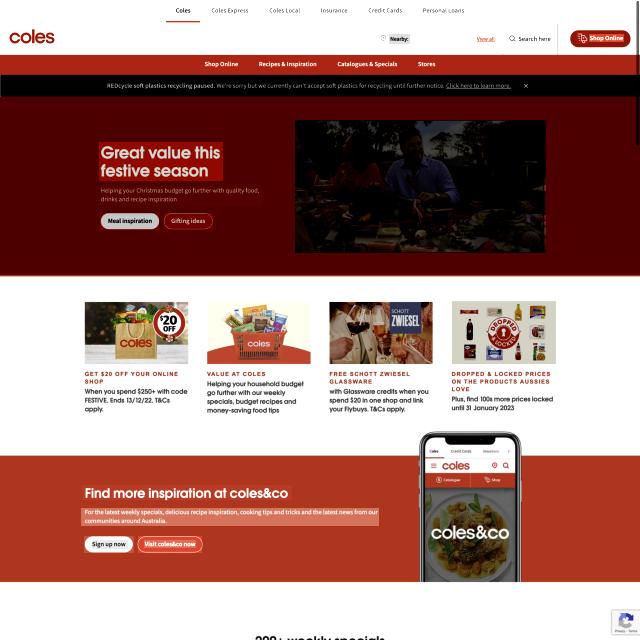 Coles Coles Express Coles Local Insurance Credit Cards Personal Loans
coles Nearby: View all Search here Shop Online
Shop Online Recipes & Inspiration Catalogues & Specials Stores
REDcycle soft plastics recycling paused. We're sorry but we currently can't accept soft plastics for recycling until further notice. Click here to learn more. ×
Great value this
festive season
Helping your Christmas budget go further with quality food,
drinks and recipe inspiration
Meal inspiration Gifting ideas
$20
OFF
coles
GET $20 OFF YOUR ONLINE
SHOP
When you spend $250+ with code
FESTIVE. Ends 13/12/22. T&Cs
apply.
coles
VALUE AT COLES
Helping your household budget
go further with our weekly
specials, budget recipes and
money-saving food tips
SCHOTT
ZWIESEL
FREE SCHOTT ZWIESEL
GLASSWARE
with Glassware credits when you
spend $20 in one shop and link
your Flybuys. T&Cs apply.
DROPPED
& LOCKED
DROPPED & LOCKED PRICES
ON THE PRODUCTS AUSSIES
LOVE
Plus, find 100s more prices locked
until 31 January 2023
Find more inspiration at coles&co
For the latest weekly specials, delicious recipe inspiration, cooking tips and tricks and the latest news from our
communities around Australia.
Sign up now Visit coles&co now
Coles Credit Cards
coles
Catalogue Shop
coles&co
200+ weekly specials
Privacy - Terms